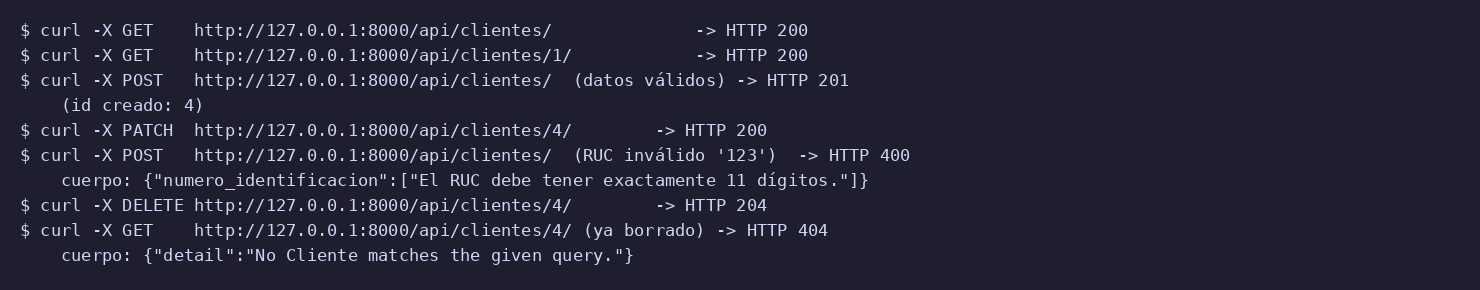 $ curl -X GET    http://127.0.0.1:8000/api/clientes/              -> HTTP 200
$ curl -X GET    http://127.0.0.1:8000/api/clientes/1/            -> HTTP 200
$ curl -X POST   http://127.0.0.1:8000/api/clientes/  (datos válidos) -> HTTP 201
    (id creado: 4)
$ curl -X PATCH  http://127.0.0.1:8000/api/clientes/4/        -> HTTP 200
$ curl -X POST   http://127.0.0.1:8000/api/clientes/  (RUC inválido '123')  -> HTTP 400
    cuerpo: {"numero_identificacion":["El RUC debe tener exactamente 11 dígitos."]}
$ curl -X DELETE http://127.0.0.1:8000/api/clientes/4/        -> HTTP 204
$ curl -X GET    http://127.0.0.1:8000/api/clientes/4/ (ya borrado) -> HTTP 404
    cuerpo: {"detail":"No Cliente matches the given query."}